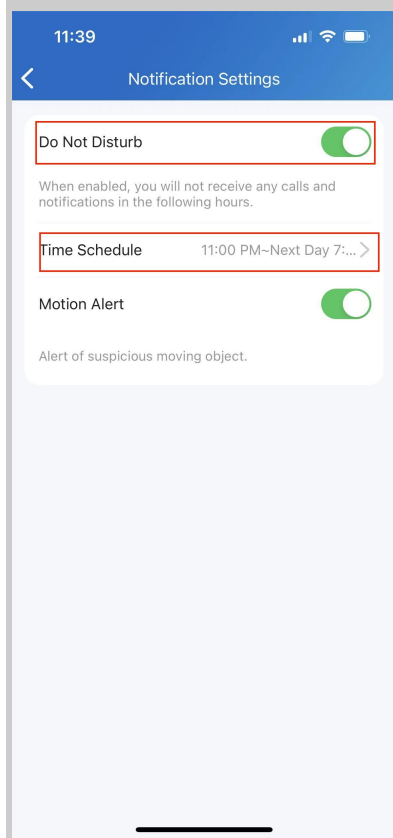 11:39
Notification Settings
Do Not Disturb
When enabled, you will not receive any calls and
notifications in the following hours.
Time Schedule 11:00 PM~Next Day 7:...
Motion Alert
Alert of suspicious moving object.